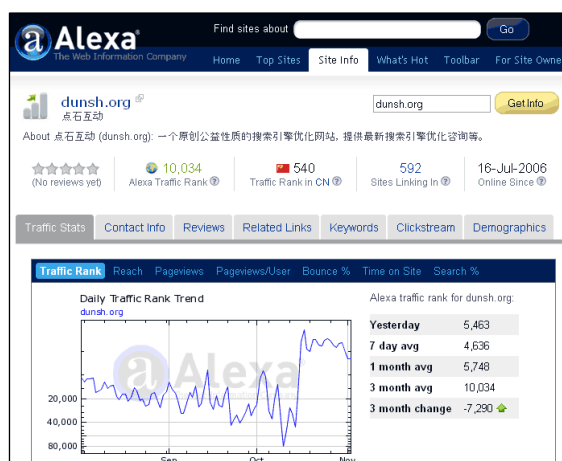 Find sites about Go
Alexa
The Web Information Company
Home Top Sites Site Info What's Hot Toolbar For Site Owne
dunsh.org
点石互动
dunsh.org Get Info
About 点石互动 (dunsh.org): 一个原创公益性质的搜索引擎优化网站, 提供最新搜索引擎优化咨询等。
10,034 540 592 16-Jul-2006
(No reviews yet) Alexa Traffic Rank ? Traffic Rank in CN ? Sites Linking In ? Online Since ?
Traffic Stats Contact Info Reviews Related Links Keywords Clickstream Demographics
Traffic Rank Reach Pageviews Pageviews/User Bounce % Time on Site Search %
Daily Traffic Rank Trend
dunsh.org
a Alexa
20,000
40,000
80,000
Sep Oct Nov
Alexa traffic rank for dunsh.org:
Yesterday 5,463
7 day avg 4,636
1 month avg 5,748
3 month avg 10,034
3 month change -7,290